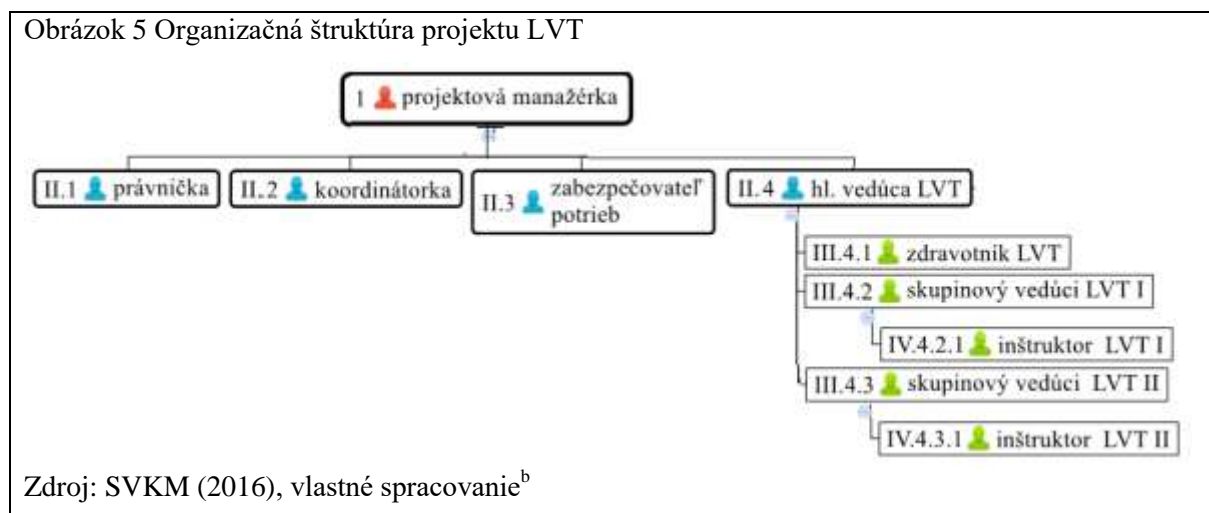 Obrázok 5 Organizačná štruktúra projektu LVT
1 projektová manažérka
II.1 právnička
II.2 koordinátorka
II.3 zabezpečovateľ
potrieb
II.4 hl. vedúca LVT
III.4.1 zdravotník LVT
III.4.2 skupinový vedúci LVT I
IV.4.2.1 inštruktor LVT I
III.4.3 skupinový vedúci LVT II
IV.4.3.1 inštruktor LVT II
Zdroj: SVKM (2016), vlastné spracovanie^b